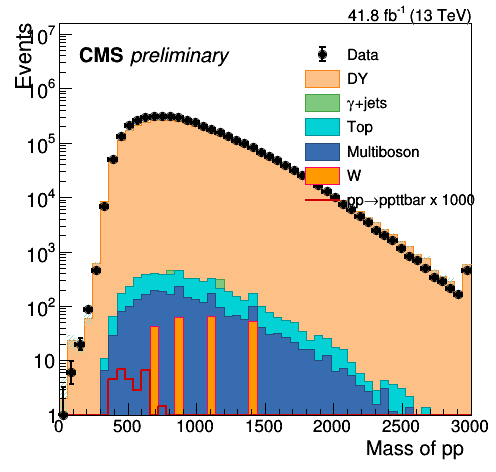 41.8 fb⁻¹ (13 TeV)
Events
CMS preliminary
Data
DY
γ+jets
Top
Multiboson
W
pp→ppttbar x 1000
10⁷
10⁶
10⁵
10⁴
10³
10²
10
1
0 500 1000 1500 2000 2500 3000
Mass of pp